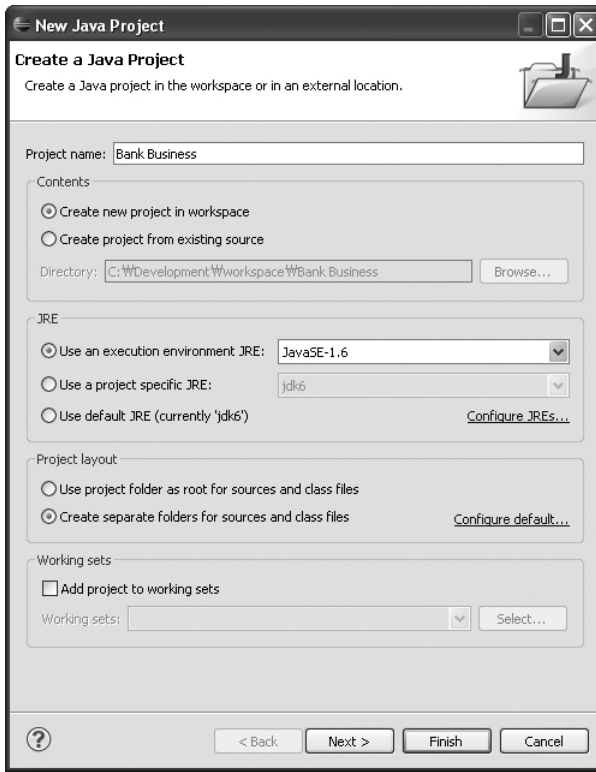 New Java Project
Create a Java Project
Create a Java project in the workspace or in an external location.
Project name: Bank Business
Contents
Create new project in workspace
Create project from existing source
Directory: C:₩Development₩workspace₩Bank Business Browse...
JRE
Use an execution environment JRE: JavaSE-1.6
Use a project specific JRE: jdk6
Use default JRE (currently 'jdk6') Configure JREs...
Project layout
Use project folder as root for sources and class files
Create separate folders for sources and class files Configure default...
Working sets
Add project to working sets
Working sets: Select...
? < Back Next > Finish Cancel